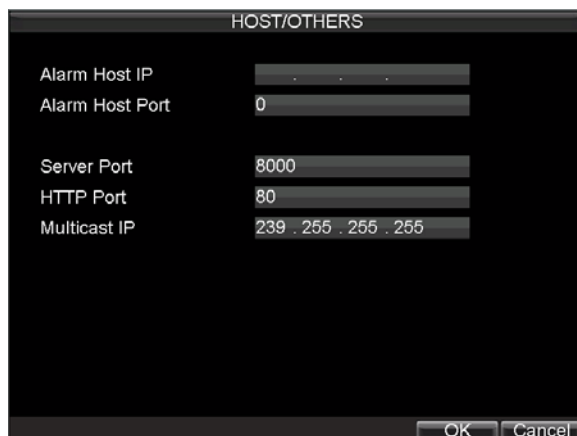 HOST/OTHERS
Alarm Host IP . . .
Alarm Host Port 0
Server Port 8000
HTTP Port 80
Multicast IP 239 . 255 . 255 . 255
OK Cancel